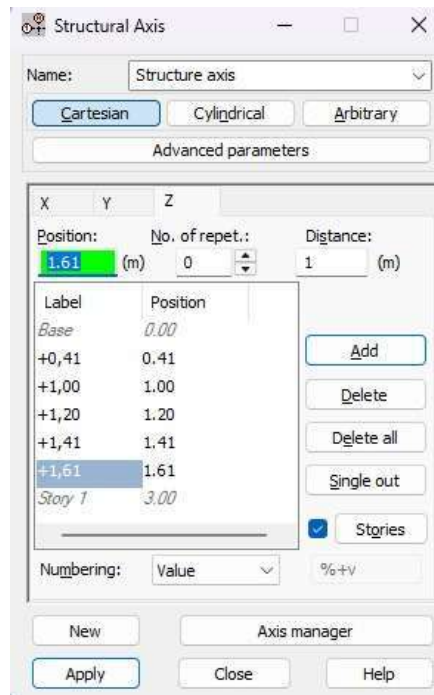 Structural Axis
Name: Structure axis
Cartesian Cylindrical Arbitrary
Advanced parameters
X Y Z
Position: No. of repet.: Distance:
1.61 (m) 0 1 (m)
Label Position
Base 0.00
+0,41 0.41
+1,00 1.00
+1,20 1.20
+1,41 1.41
+1,61 1.61
Story 1 3.00
Add
Delete
Delete all
Single out
Stories
Numbering: Value %+v
New Axis manager
Apply Close Help